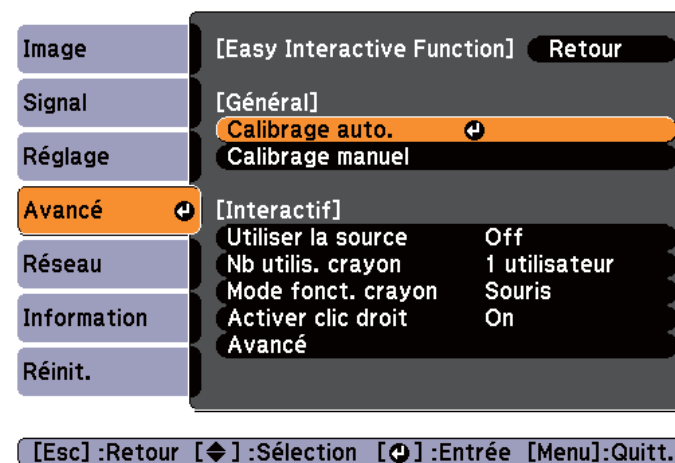 Image
Signal
Réglage
Avancé
Réseau
Information
Réinit.
[Easy Interactive Function] Retour
[Général]
Calibrage auto.
Calibrage manuel
[Interactif]
Utiliser la source Off
Nb utilis. crayon 1 utilisateur
Mode fonct. crayon Souris
Activer clic droit On
Avancé
[Esc] :Retour [◆] :Sélection [⏎] :Entrée [Menu]:Quitt.